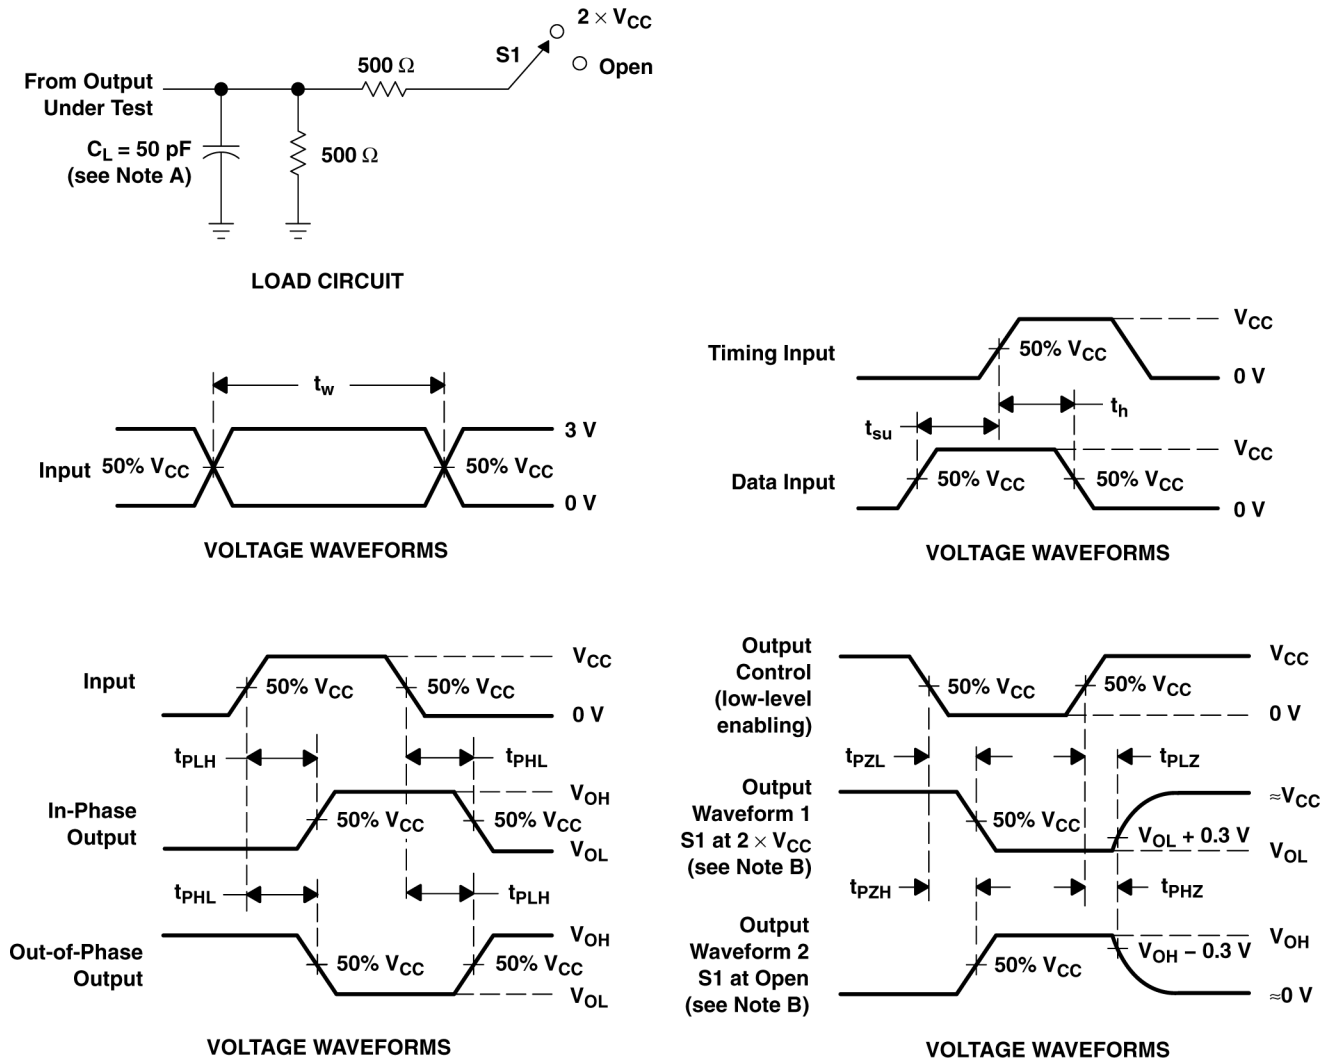 2 × VCC
S1
Open
500 Ω
From Output
Under Test
CL = 50 pF
(see Note A)
500 Ω
LOAD CIRCUIT
tw
3 V
Input
50% VCC
50% VCC
0 V
VOLTAGE WAVEFORMS
VCC
Timing Input
50% VCC
0 V
th
tsu
VCC
Data Input
50% VCC
50% VCC
0 V
VOLTAGE WAVEFORMS
VCC
Input
50% VCC
50% VCC
0 V
tPLH
tPHL
VOH
In-Phase
Output
50% VCC
50% VCC
VOL
tPHL
tPLH
VOH
Out-of-Phase
Output
50% VCC
50% VCC
VOL
VOLTAGE WAVEFORMS
Output
Control
(low-level
enabling)
VCC
50% VCC
50% VCC
0 V
tPZL
tPLZ
Output
Waveform 1
S1 at 2 × VCC
(see Note B)
≈VCC
50% VCC
VOL + 0.3 V
VOL
tPZH
tPHZ
Output
Waveform 2
S1 at Open
(see Note B)
VOH
VOH − 0.3 V
50% VCC
≈0 V
VOLTAGE WAVEFORMS